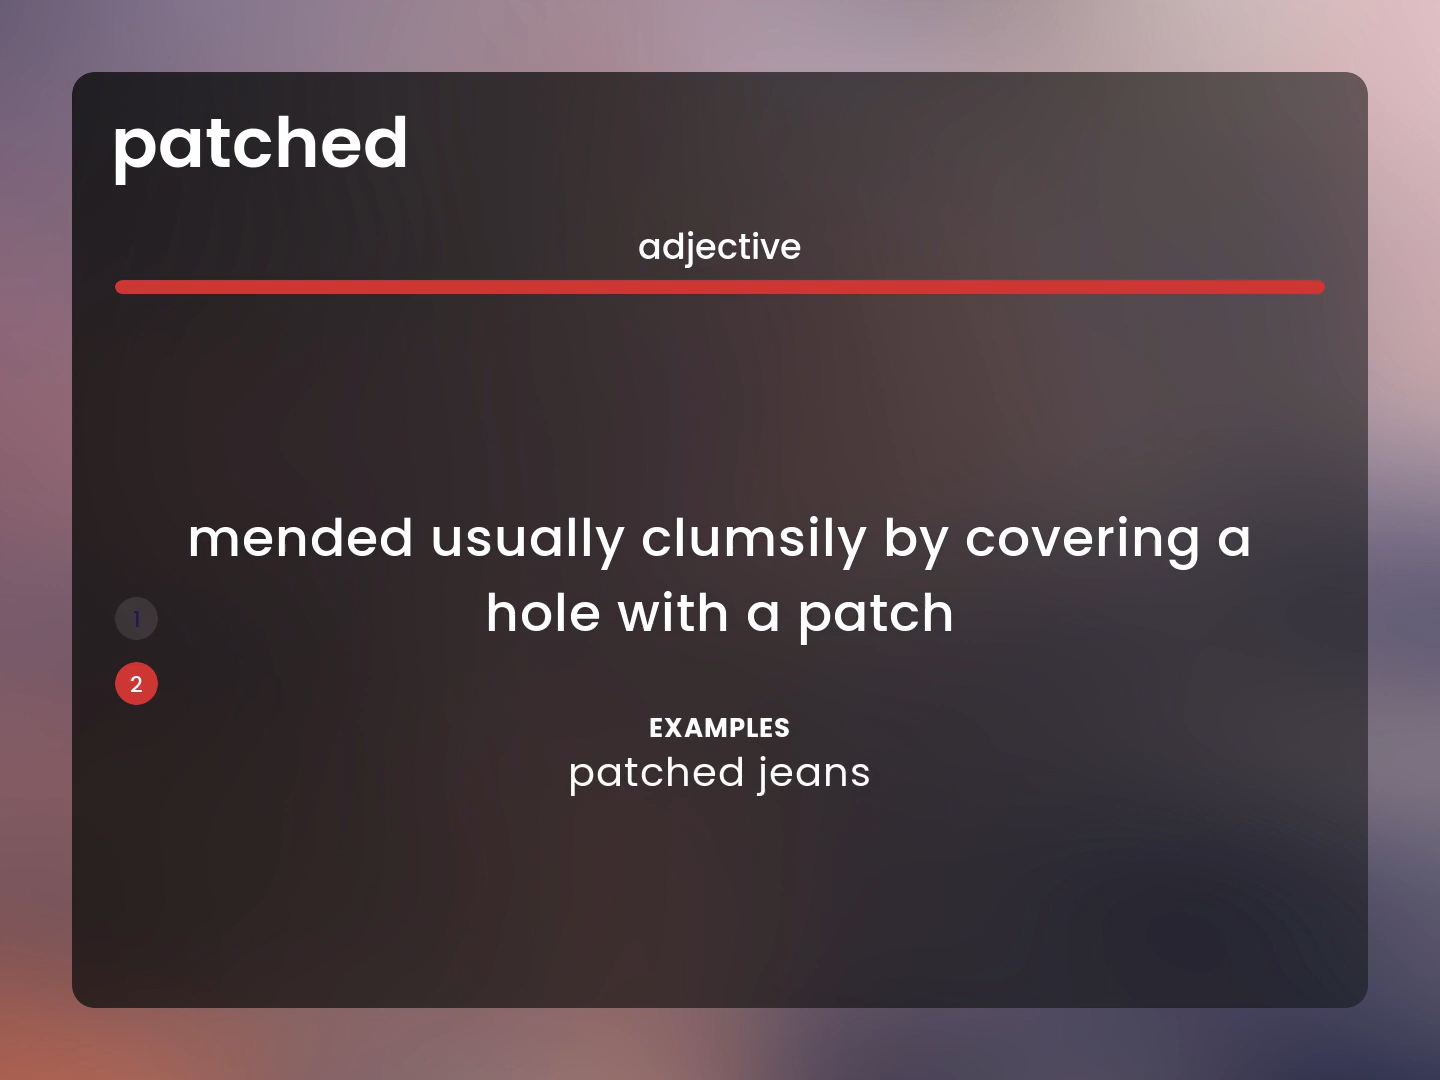 patched
adjective
mended usually clumsily by covering a
hole with a patch
1
2
EXAMPLES
patched jeans